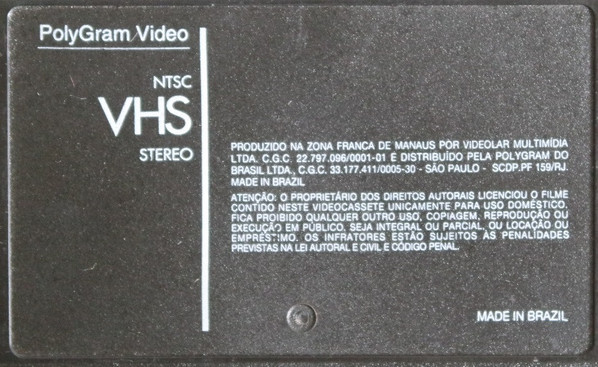 PolyGram Video
NTSC
VHS
STEREO
PRODUZIDO NA ZONA FRANCA DE MANAUS POR VIDEOLAR MULTIMÍDIA
LTDA. C.G.C. 22.797.096/0001-01 E DISTRIBUÍDO PELA POLYGRAM DO
BRASIL LTDA., C.G.C. 33.177.411/0005-30 - SÃO PAULO - SCDP.PF 159/RJ.
MADE IN BRAZIL
ATENÇÃO: O PROPRIETÁRIO DOS DIREITOS AUTORAIS LICENCIOU O FILME
CONTIDO NESTE VIDEOCASSETE UNICAMENTE PARA USO DOMÉSTICO.
FICA PROIBIDO QUALQUER OUTRO USO, COPIAGEM, REPRODUÇÃO OU
EXECUÇÃO EM PÚBLICO, SEJA INTEGRAL OU PARCIAL, OU LOCAÇÃO OU
EMPRÉSTIMO. OS INFRATORES ESTÃO SUJEITOS ÀS PENALIDADES
PREVISTAS NA LEI AUTORAL E CIVIL E CÓDIGO PENAL.
MADE IN BRAZIL